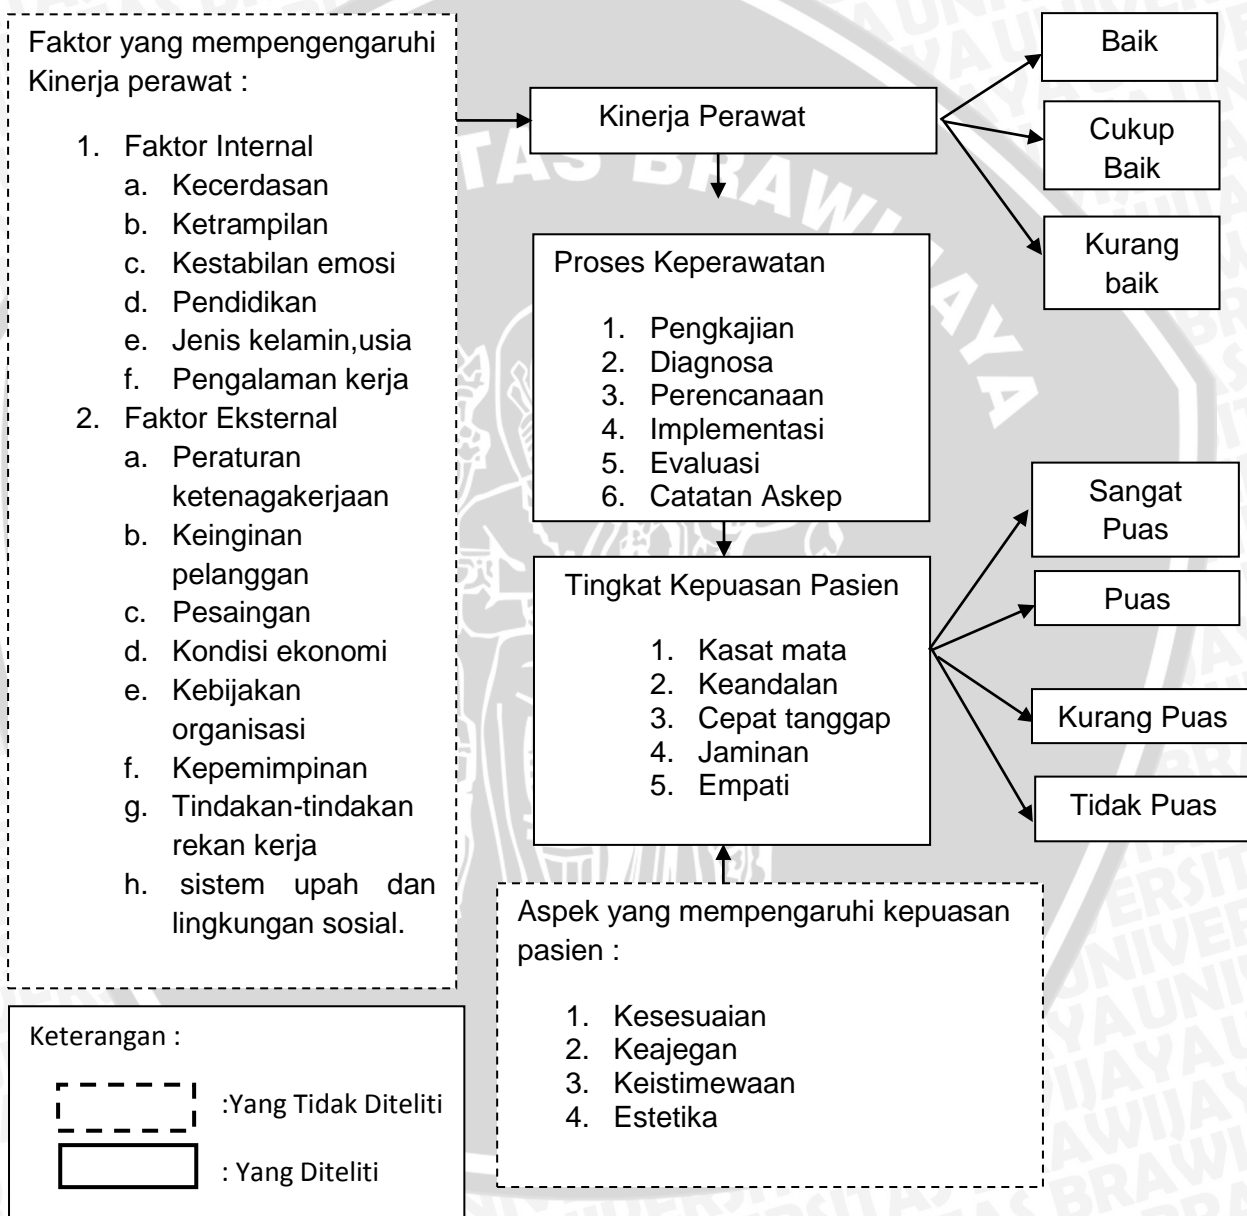 Faktor yang mempengengaruhi
Kinerja perawat :
1. Faktor Internal
a. Kecerdasan
b. Ketrampilan
c. Kestabilan emosi
d. Pendidikan
e. Jenis kelamin,usia
f. Pengalaman kerja
2. Faktor Eksternal
a. Peraturan
ketenagakerjaan
b. Keinginan
pelanggan
c. Pesaingan
d. Kondisi ekonomi
e. Kebijakan
organisasi
f. Kepemimpinan
g. Tindakan-tindakan
rekan kerja
h. sistem upah dan
lingkungan sosial.
Kinerja Perawat
Baik
Cukup
Baik
Kurang
baik
Proses Keperawatan
1. Pengkajian
2. Diagnosa
3. Perencanaan
4. Implementasi
5. Evaluasi
6. Catatan Askep
Tingkat Kepuasan Pasien
1. Kasat mata
2. Keandalan
3. Cepat tanggap
4. Jaminan
5. Empati
Sangat
Puas
Puas
Kurang Puas
Tidak Puas
Aspek yang mempengaruhi kepuasan
pasien :
1. Kesesuaian
2. Keajegan
3. Keistimewaan
4. Estetika
Keterangan :
:Yang Tidak Diteliti
: Yang Diteliti
TAS BRAWIJAYA